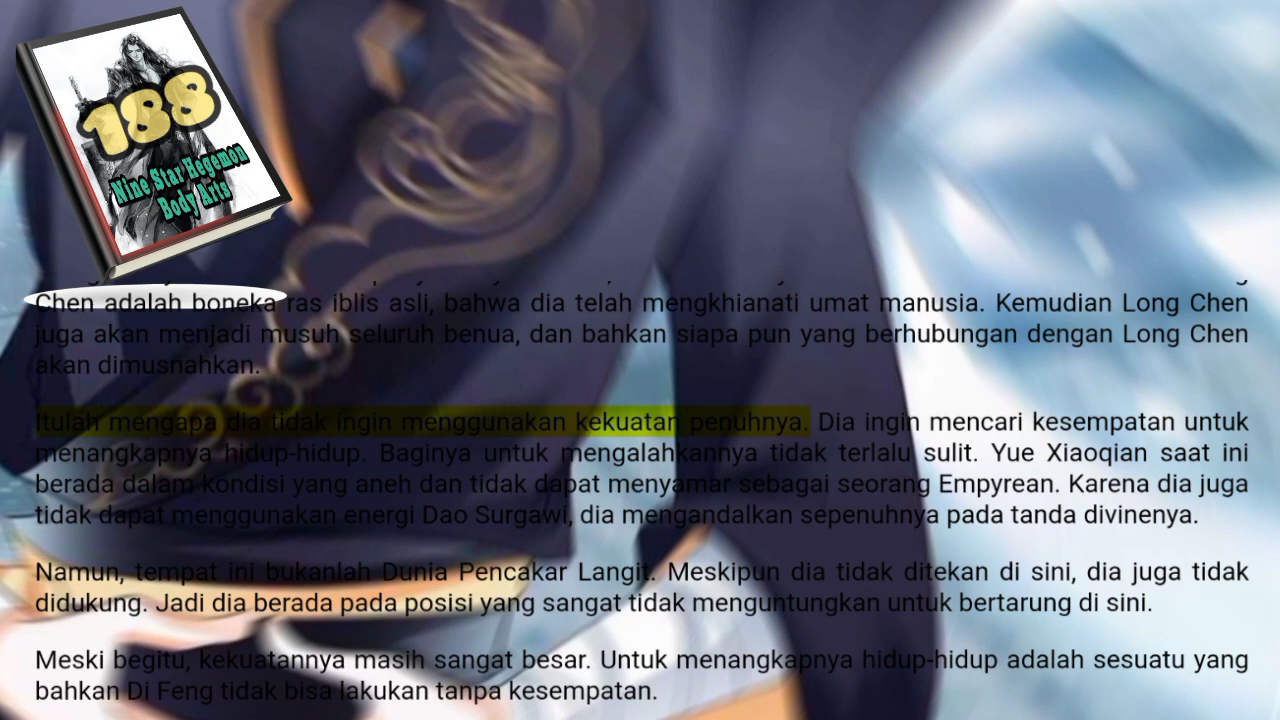 188
Nine Star Hegemon
Body Arts
Chen adalah boneka ras iblis asli, bahwa dia telah mengkhianati umat manusia. Kemudian Long Chen
juga akan menjadi musuh seluruh benua, dan bahkan siapa pun yang berhubungan dengan Long Chen
akan dimusnahkan.
Itulah mengapa dia tidak ingin menggunakan kekuatan penuhnya. Dia ingin mencari kesempatan untuk
menangkapnya hidup-hidup. Baginya untuk mengalahkannya tidak terlalu sulit. Yue Xiaoqian saat ini
berada dalam kondisi yang aneh dan tidak dapat menyamar sebagai seorang Empyrean. Karena dia juga
tidak dapat menggunakan energi Dao Surgawi, dia mengandalkan sepenuhnya pada tanda divinenya.
Namun, tempat ini bukanlah Dunia Pencakar Langit. Meskipun dia tidak ditekan di sini, dia juga tidak
didukung. Jadi dia berada pada posisi yang sangat tidak menguntungkan untuk bertarung di sini.
Meski begitu, kekuatannya masih sangat besar. Untuk menangkapnya hidup-hidup adalah sesuatu yang
bahkan Di Feng tidak bisa lakukan tanpa kesempatan.